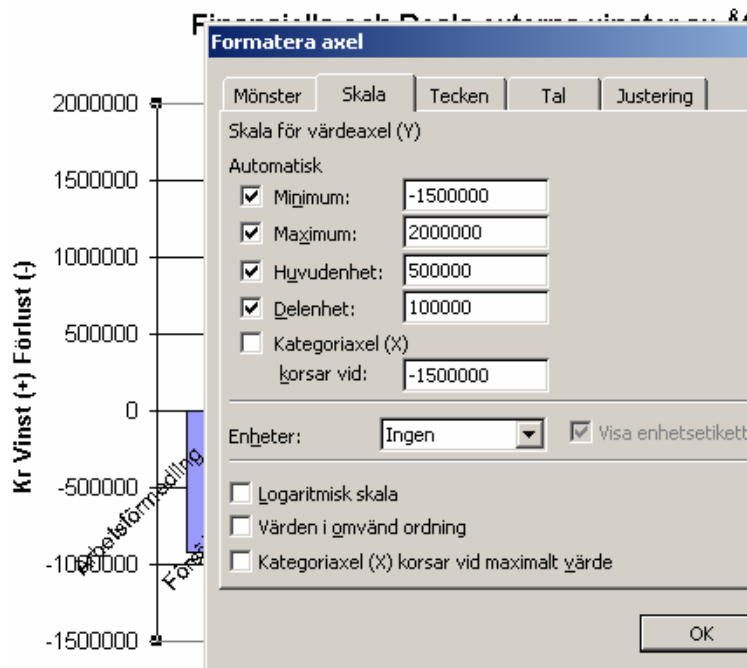 Formatera axel
Mönster Skala Tecken Tal Justering
Skala för värdeaxel (Y)
Automatisk
Minimum: -1500000
Maximum: 2000000
Huvudenhet: 500000
Delenhet: 100000
Kategoriaxel (X)
korsar vid: -1500000
Enheter: Ingen Visa enhetsetikett
Logaritmisk skala
Värden i omvänd ordning
Kategoriaxel (X) korsar vid maximalt värde
OK
Kr Vinst (+) Förlust (-)
2000000
1500000
1000000
500000
0
-500000
-1000000
-1500000
Arbetsförmedling